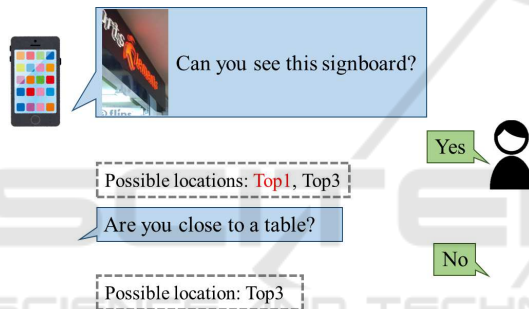 Can you see this signboard?
Yes
Possible locations: Top1, Top3
Are you close to a table?
No
Possible location: Top3